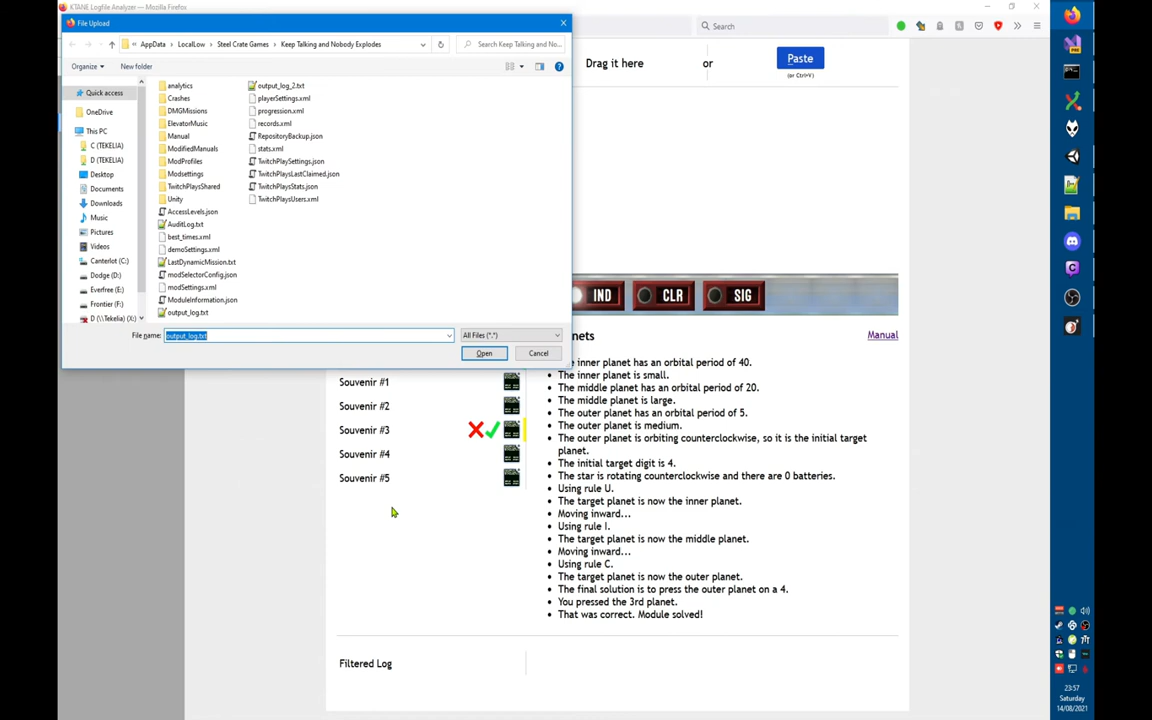 KTANE Logfile Analyzer — Mozilla Firefox
File Upload
AppData
LocalLow
Steel Crate Games
Keep Talking and Nobody Explodes
Search Keep Talking and No...
Search
Organize
New folder
Drag it here
or
Paste
(or Ctrl+V)
Quick access
OneDrive
This PC
C (TEKELIA)
D (TEKELIA)
Desktop
Documents
Downloads
Music
Pictures
Videos
Canterlot (C:)
Dodge (D:)
Everfree (E:)
Frontier (F:)
D (\\Tekelia) (X:)
analytics
Crashes
DMGMissions
ElevatorMusic
Manual
ModifiedManuals
ModProfiles
Modsettings
TwitchPlaysShared
Unity
AccessLevels.json
AuditLog.txt
best_times.xml
demoSettings.xml
LastDynamicMission.txt
modSelectorConfig.json
modSettings.xml
ModuleInformation.json
output_log.txt
output_log_2.txt
playerSettings.xml
progression.xml
records.xml
RepositoryBackup.json
stats.xml
TwitchPlaySettings.json
TwitchPlaysLastClaimed.json
TwitchPlaysStats.json
TwitchPlaysUsers.xml
File name:
output_log.txt
All Files (*.*)
Open
Cancel
IND
CLR
SIG
nets
Manual
Souvenir #1
Souvenir #2
Souvenir #3
Souvenir #4
Souvenir #5
inner planet has an orbital period of 40.
The inner planet is small.
The middle planet has an orbital period of 20.
The middle planet is large.
The outer planet has an orbital period of 5.
The outer planet is medium.
The outer planet is orbiting counterclockwise, so it is the initial target
planet.
The initial target digit is 4.
The star is rotating counterclockwise and there are 0 batteries.
Using rule U.
The target planet is now the inner planet.
Moving inward...
Using rule I.
The target planet is now the middle planet.
Moving inward...
Using rule C.
The target planet is now the outer planet.
The final solution is to press the outer planet on a 4.
You pressed the 3rd planet.
That was correct. Module solved!
Filtered Log
23:57
Saturday
14/08/2021